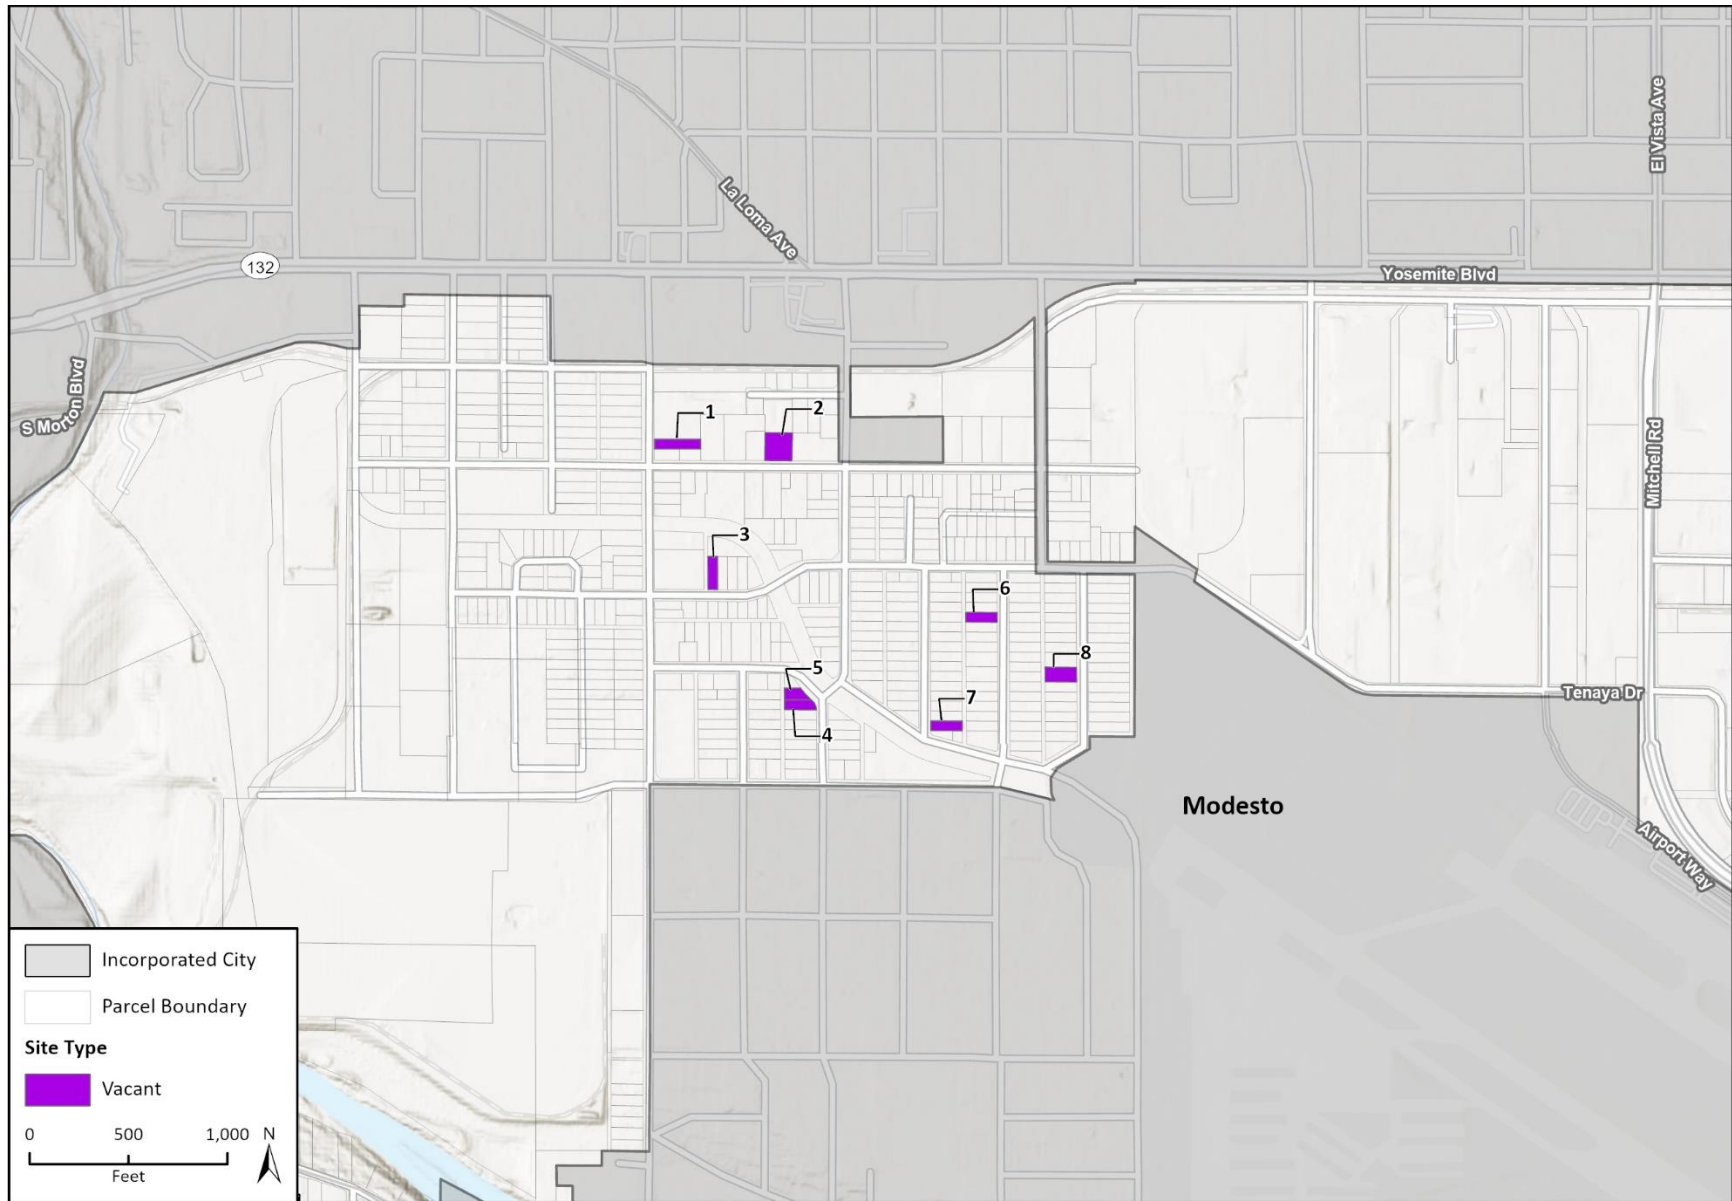 El Vista Ave
La Loma Ave
132
Yosemite Blvd
S Morton Blvd
1
2
Mitchell Rd
3
6
5
8
7
Tenaya Dr
4
Modesto
Airport Way
Incorporated City
Parcel Boundary
Site Type
Vacant
0 500 1,000 N
Feet